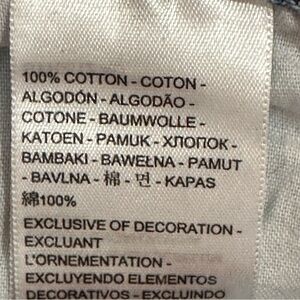 100% COTTON - COTON -
ALGODÓN - ALGODÃO -
COTONE - BAUMWOLLE -
KATOEN - PAMUK - ХЛОПОК -
BAMBAKI - BAWEŁNA - PAMUT
- BAVLNA - 棉 - 면 - KAPAS
綿100%
EXCLUSIVE OF DECORATION -
EXCLUANT
L'ORNEMENTATION -
EXCLUYENDO ELEMENTOS
DECORATIVOS - EXCLUINDO